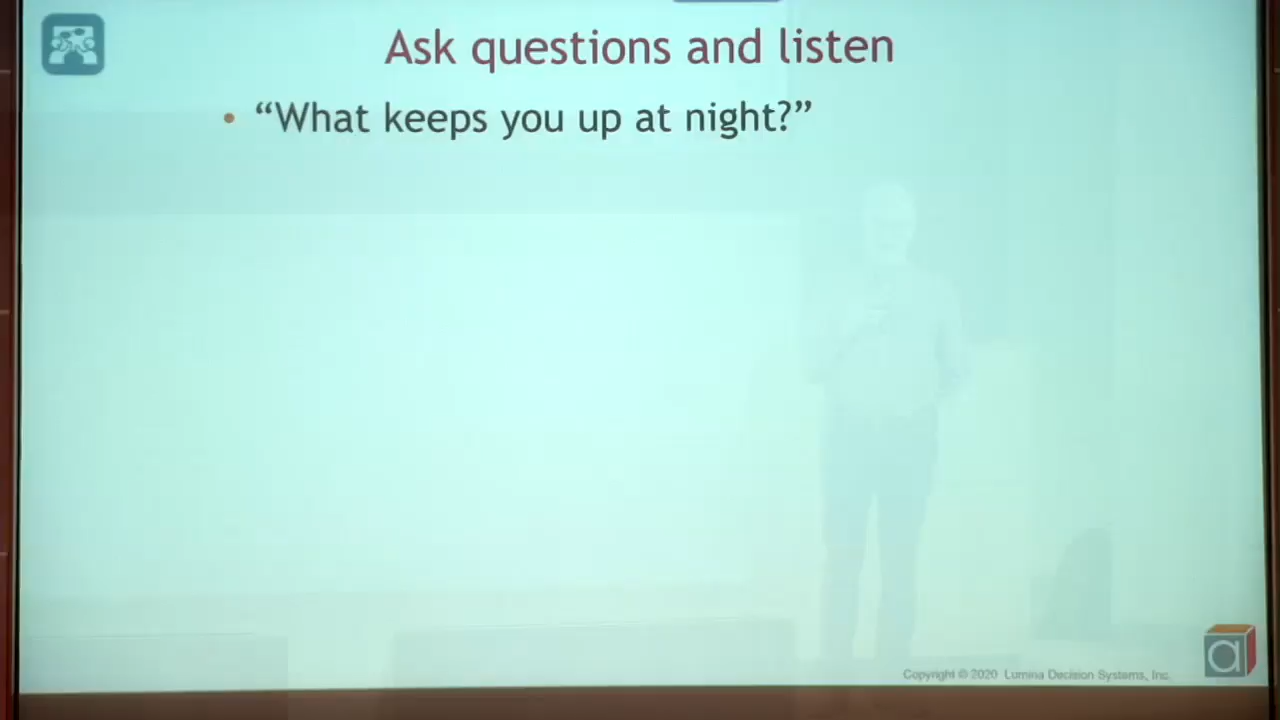 Ask questions and listen
• “What keeps you up at night?”
Copyright © 2020 Lumina Decision Systems, Inc.
a